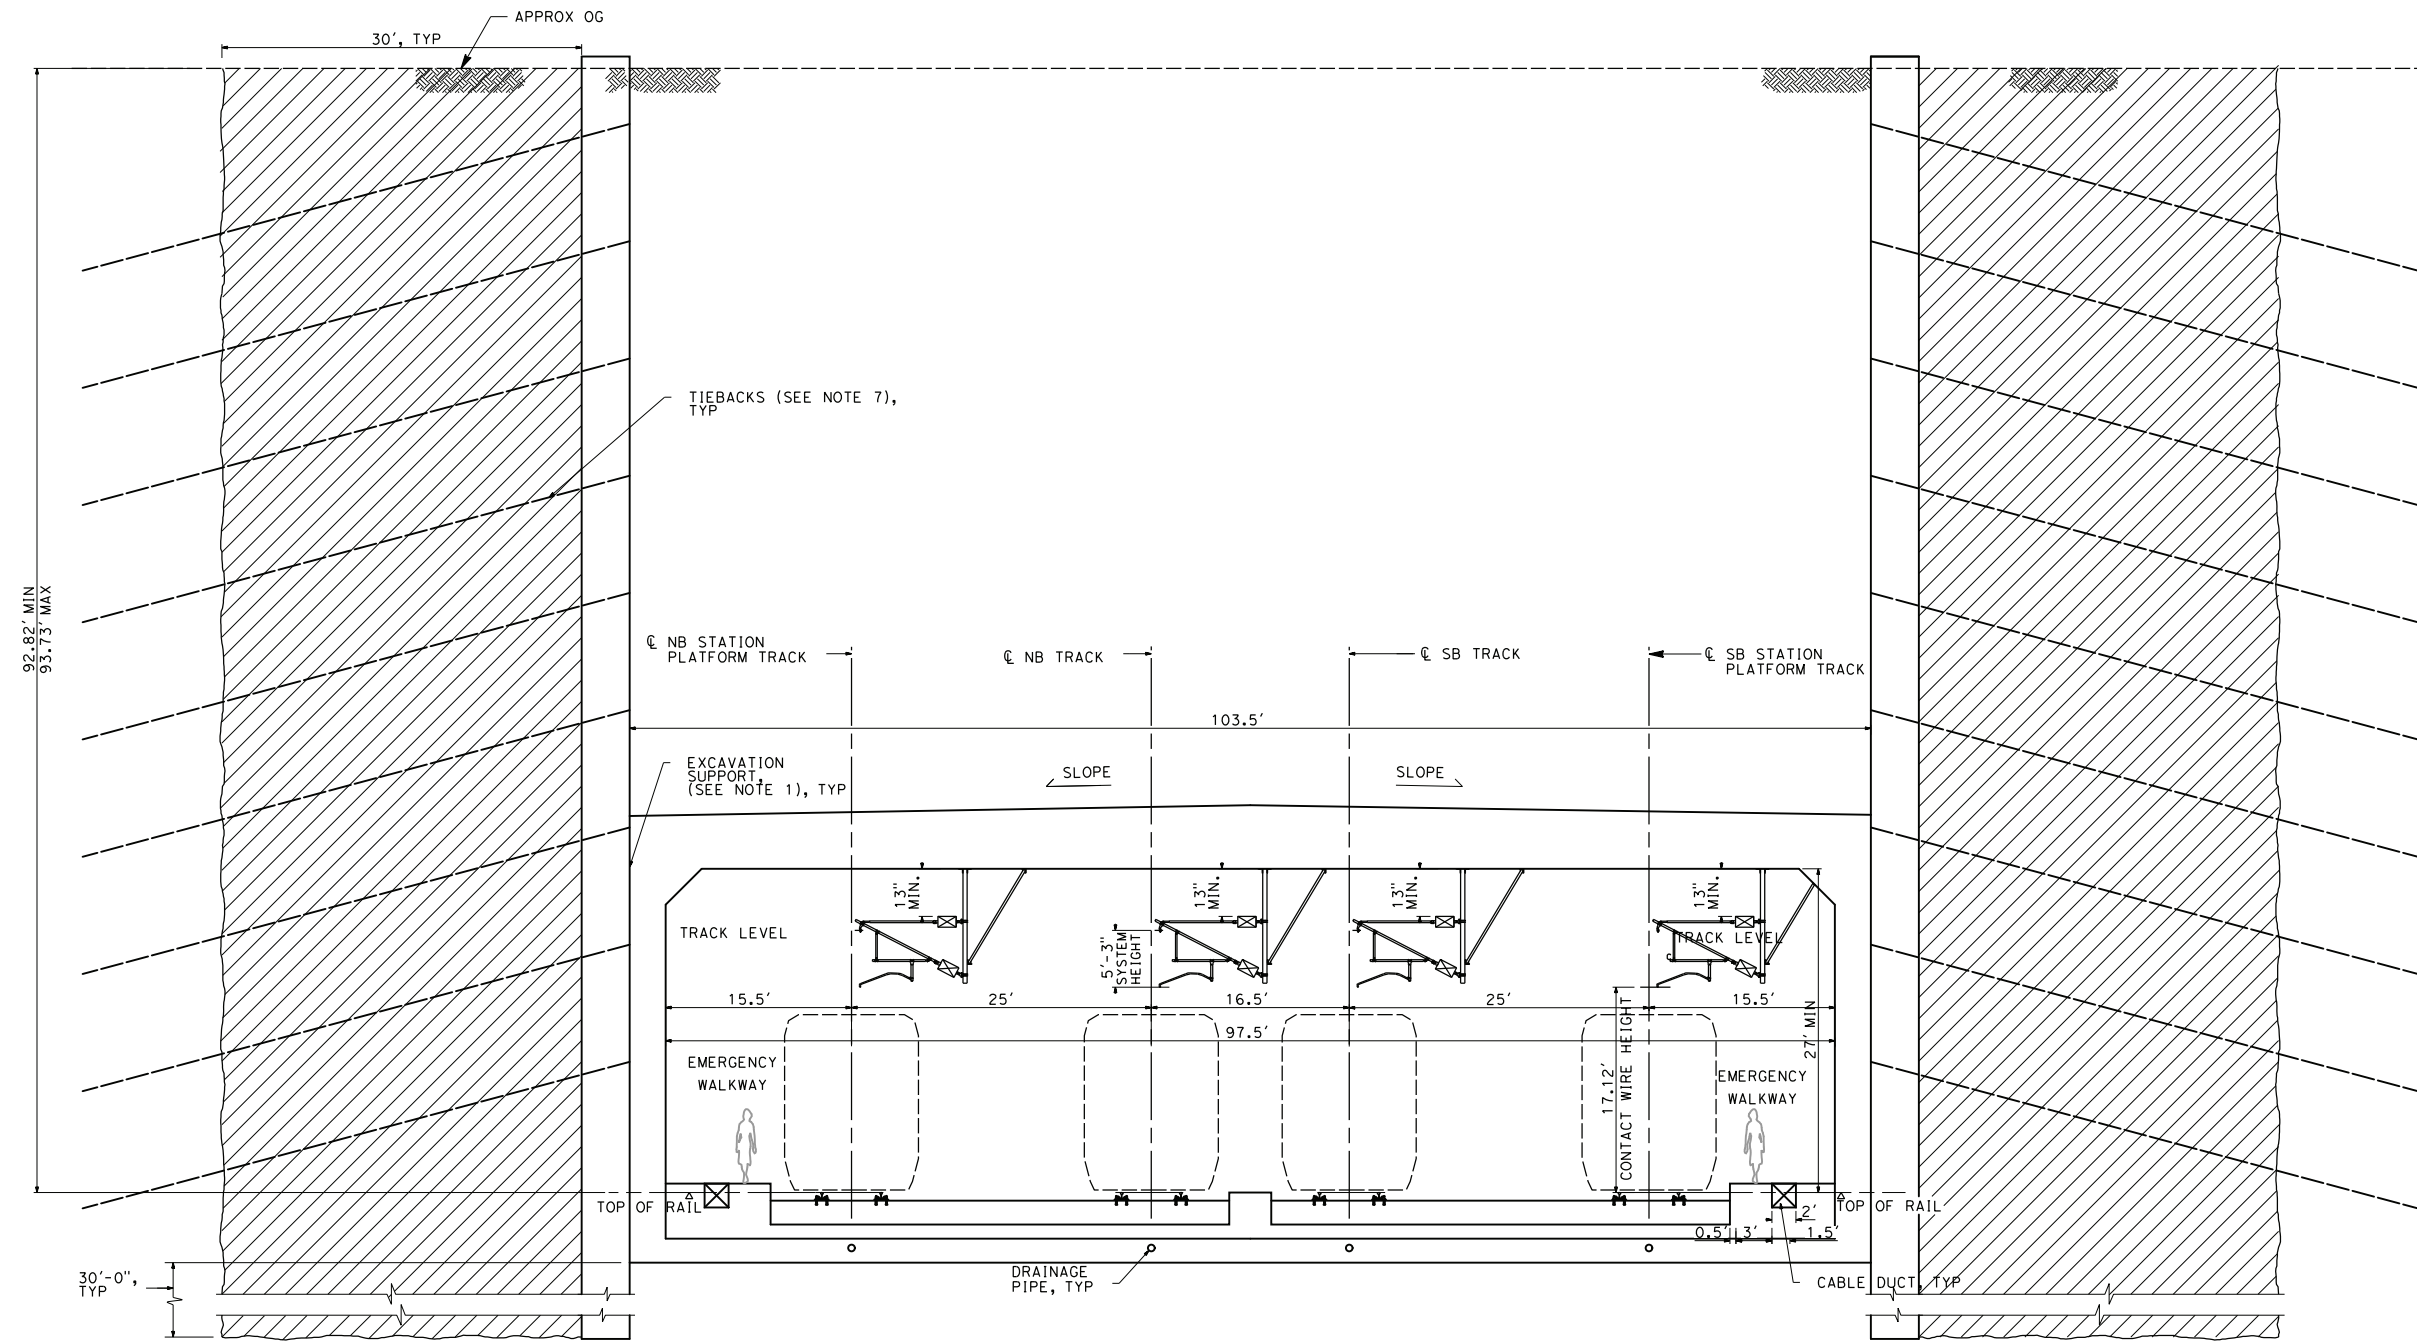 APPROX OG
30', TYP
TIEBACKS (SEE NOTE 7),
TYP
92.82' MIN
93.73' MAX
℄ NB STATION
PLATFORM TRACK
℄ NB TRACK
℄ SB TRACK
℄ SB STATION
PLATFORM TRACK
103.5'
EXCAVATION
SUPPORT,
(SEE NOTE 1), TYP
SLOPE
SLOPE
13"
MIN.
13"
MIN.
13"
MIN.
13"
MIN.
TRACK LEVEL
TRACK LEVEL
5'-3"
SYSTEM
HEIGHT
15.5'
25'
16.5'
25'
15.5'
97.5'
17.12'
CONTACT WIRE HEIGHT
27' MIN
EMERGENCY
WALKWAY
EMERGENCY
WALKWAY
TOP OF RAIL
TOP OF RAIL
2'
0.5'
3'
1.5'
30'-0",
TYP
DRAINAGE
PIPE, TYP
CABLE DUCT, TYP